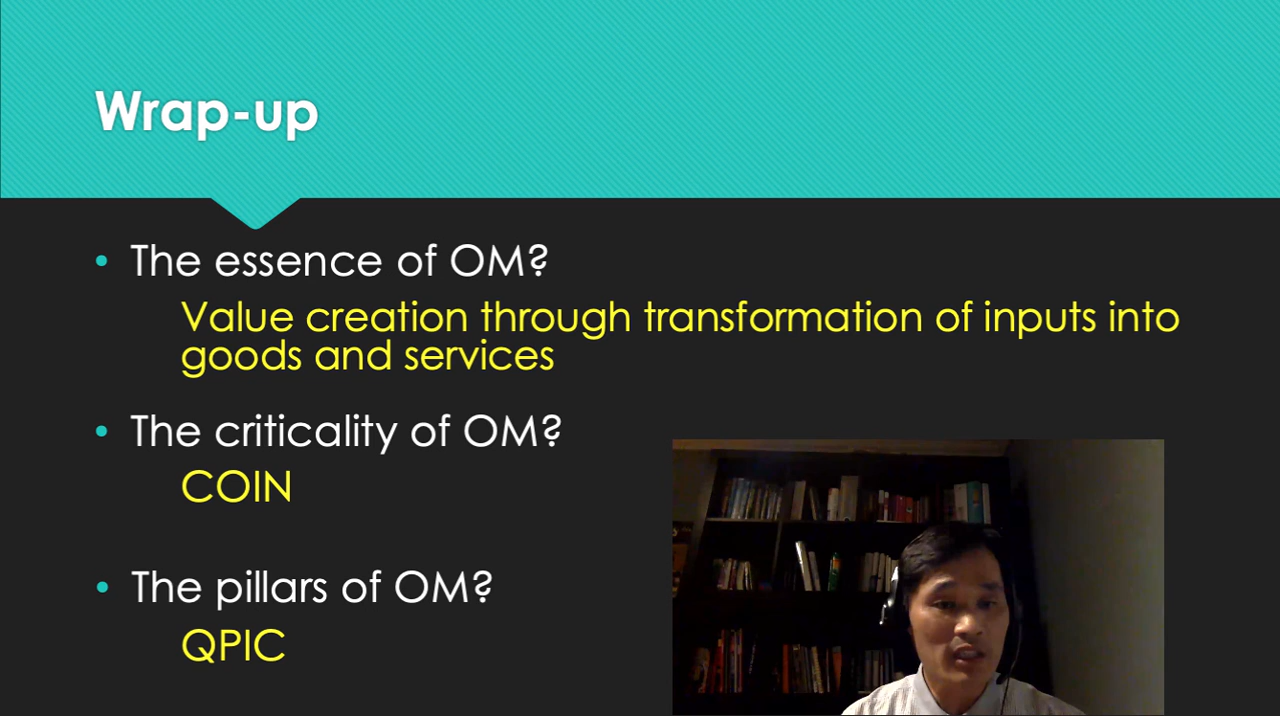 Wrap-up
• The essence of OM?
Value creation through transformation of inputs into
goods and services
• The criticality of OM?
COIN
• The pillars of OM?
QPIC